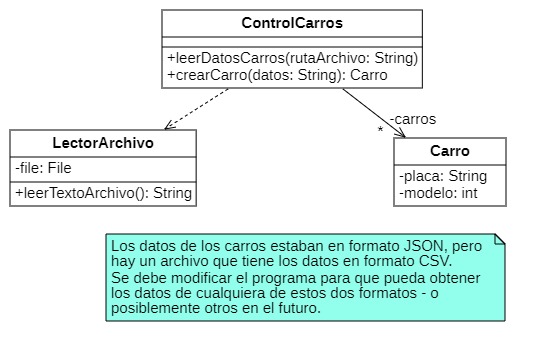 ControlCarros
+leerDatosCarros(rutaArchivo: String)
+crearCarro(datos: String): Carro
-carros
*
LectorArchivo
-file: File
+leerTextoArchivo(): String
Carro
-placa: String
-modelo: int
Los datos de los carros estaban en formato JSON, pero
hay un archivo que tiene los datos en formato CSV.
Se debe modificar el programa para que pueda obtener
los datos de cualquiera de estos dos formatos - o
posiblemente otros en el futuro.